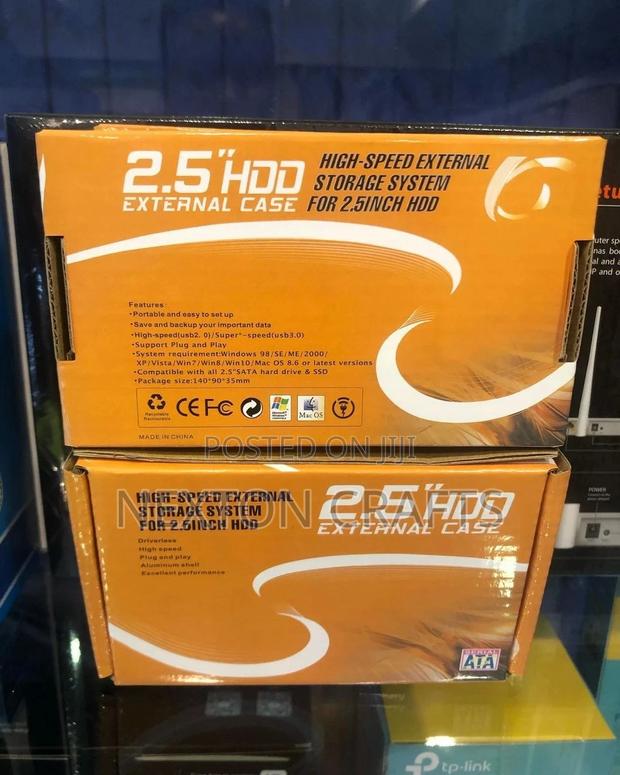 2.5"HDD
EXTERNAL CASE
HIGH-SPEED EXTERNAL
STORAGE SYSTEM
FOR 2.5INCH HDD
Features:
•Portable and easy to set up
•Save and backup your important data
•High-speed(usb2. 0)/Super⁺-speed(usb3.0)
•Support Plug and Play
•System requirement:Windows 98/SE/ME/2000/
XP/Vista/Win7/Win8/Win10/Mac OS 8.6 or latest versions
•Compatible with all 2.5"SATA hard drive & SSD
•Package size:140*90*35mm
CE FC
Mac OS
MADE IN CHINA
POSTED ON JIJI
HIGH-SPEED EXTERNAL
STORAGE SYSTEM
FOR 2.5INCH HDD
2.5"HDD
EXTERNAL CASE
Driverless
High speed
Plug and play
Aluminum shell
Excellent performance
SERIAL
ATA
POWER
tp-link